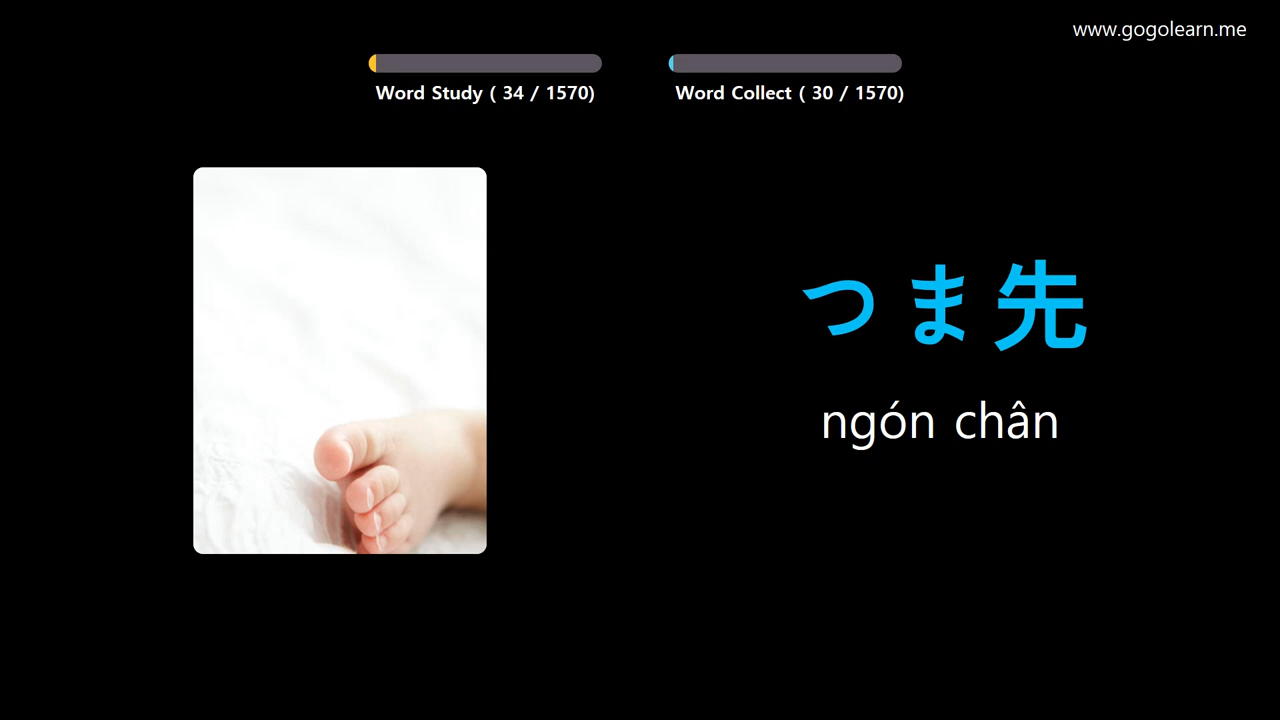 www.gogolearn.me
Word Study ( 34 / 1570)
Word Collect ( 30 / 1570)
つま先
ngón chân